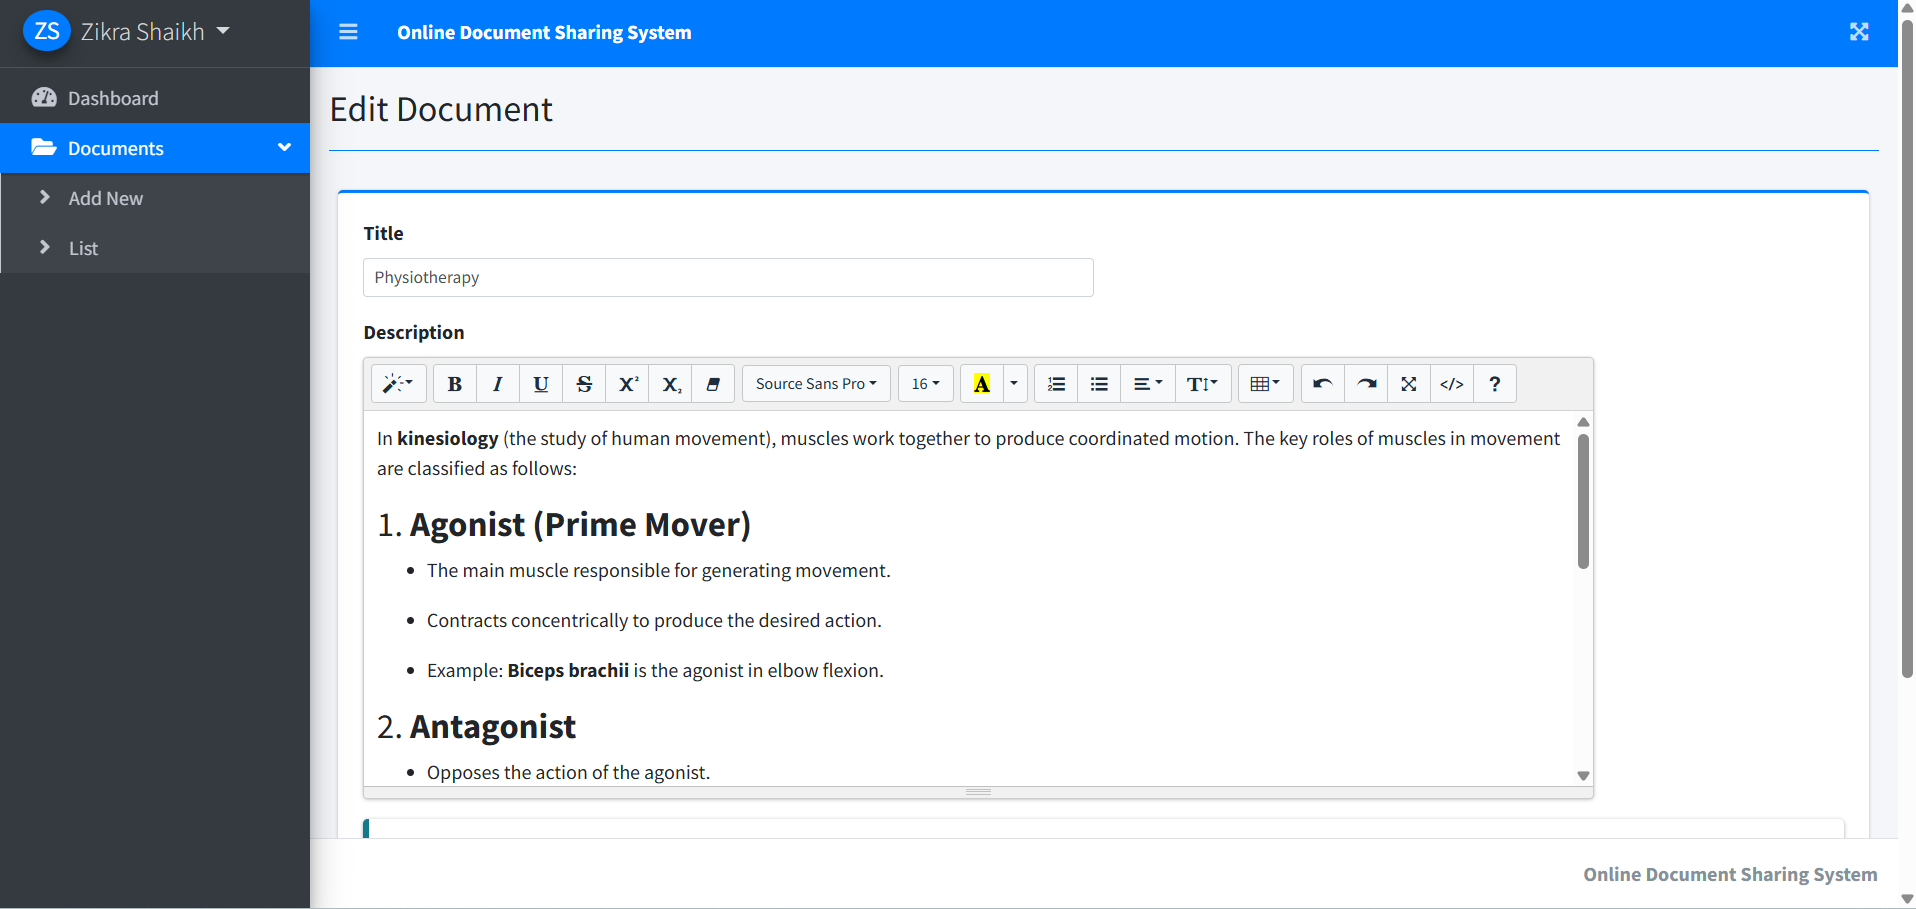 ZS Zikra Shaikh
Online Document Sharing System
Dashboard
Documents
Add New
List
Edit Document
Title
Physiotherapy
Description
B I U S X² X₂ Source Sans Pro 16 A T </> ?
In kinesiology (the study of human movement), muscles work together to produce coordinated motion. The key roles of muscles in movement
are classified as follows:
1. Agonist (Prime Mover)
• The main muscle responsible for generating movement.
• Contracts concentrically to produce the desired action.
• Example: Biceps brachii is the agonist in elbow flexion.
2. Antagonist
• Opposes the action of the agonist.
Online Document Sharing System